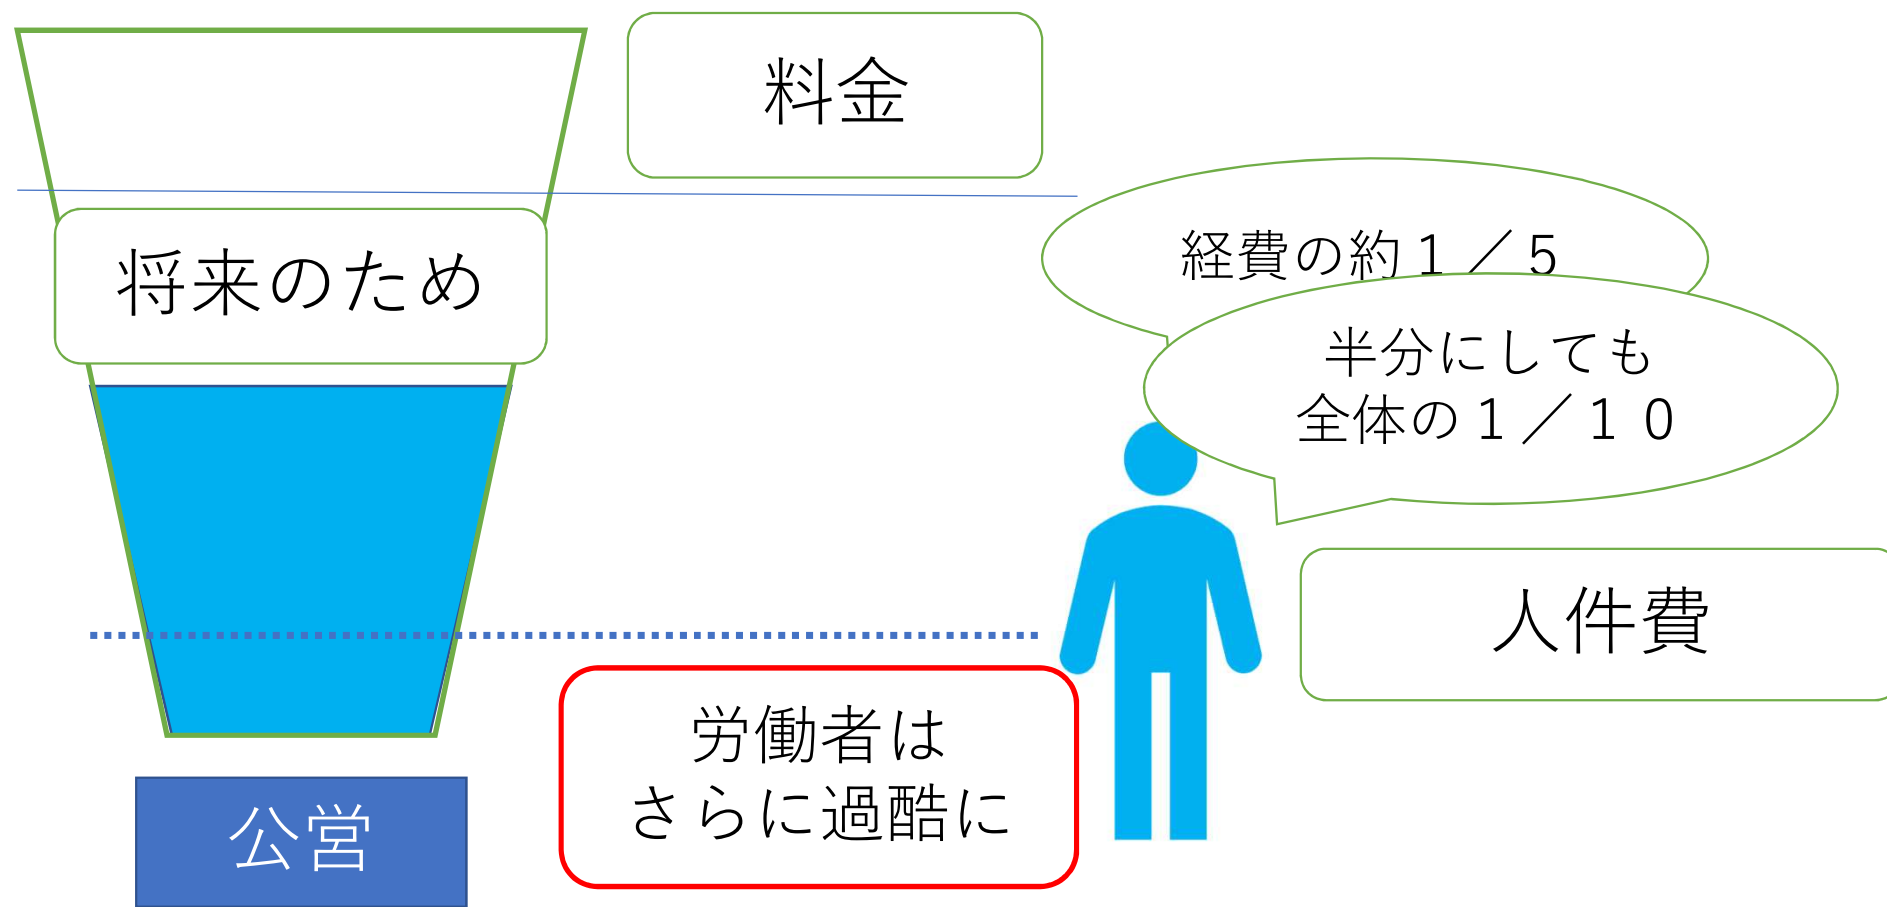 料金
将来のため
経費の約１／５
半分にしても
全体の１／１０
人件費
労働者は
さらに過酷に
公営